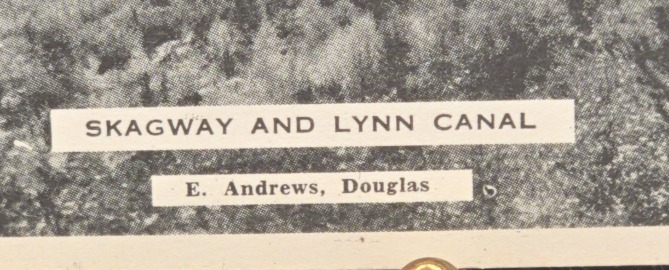 SKAGWAY AND LYNN CANAL
E. Andrews, Douglas